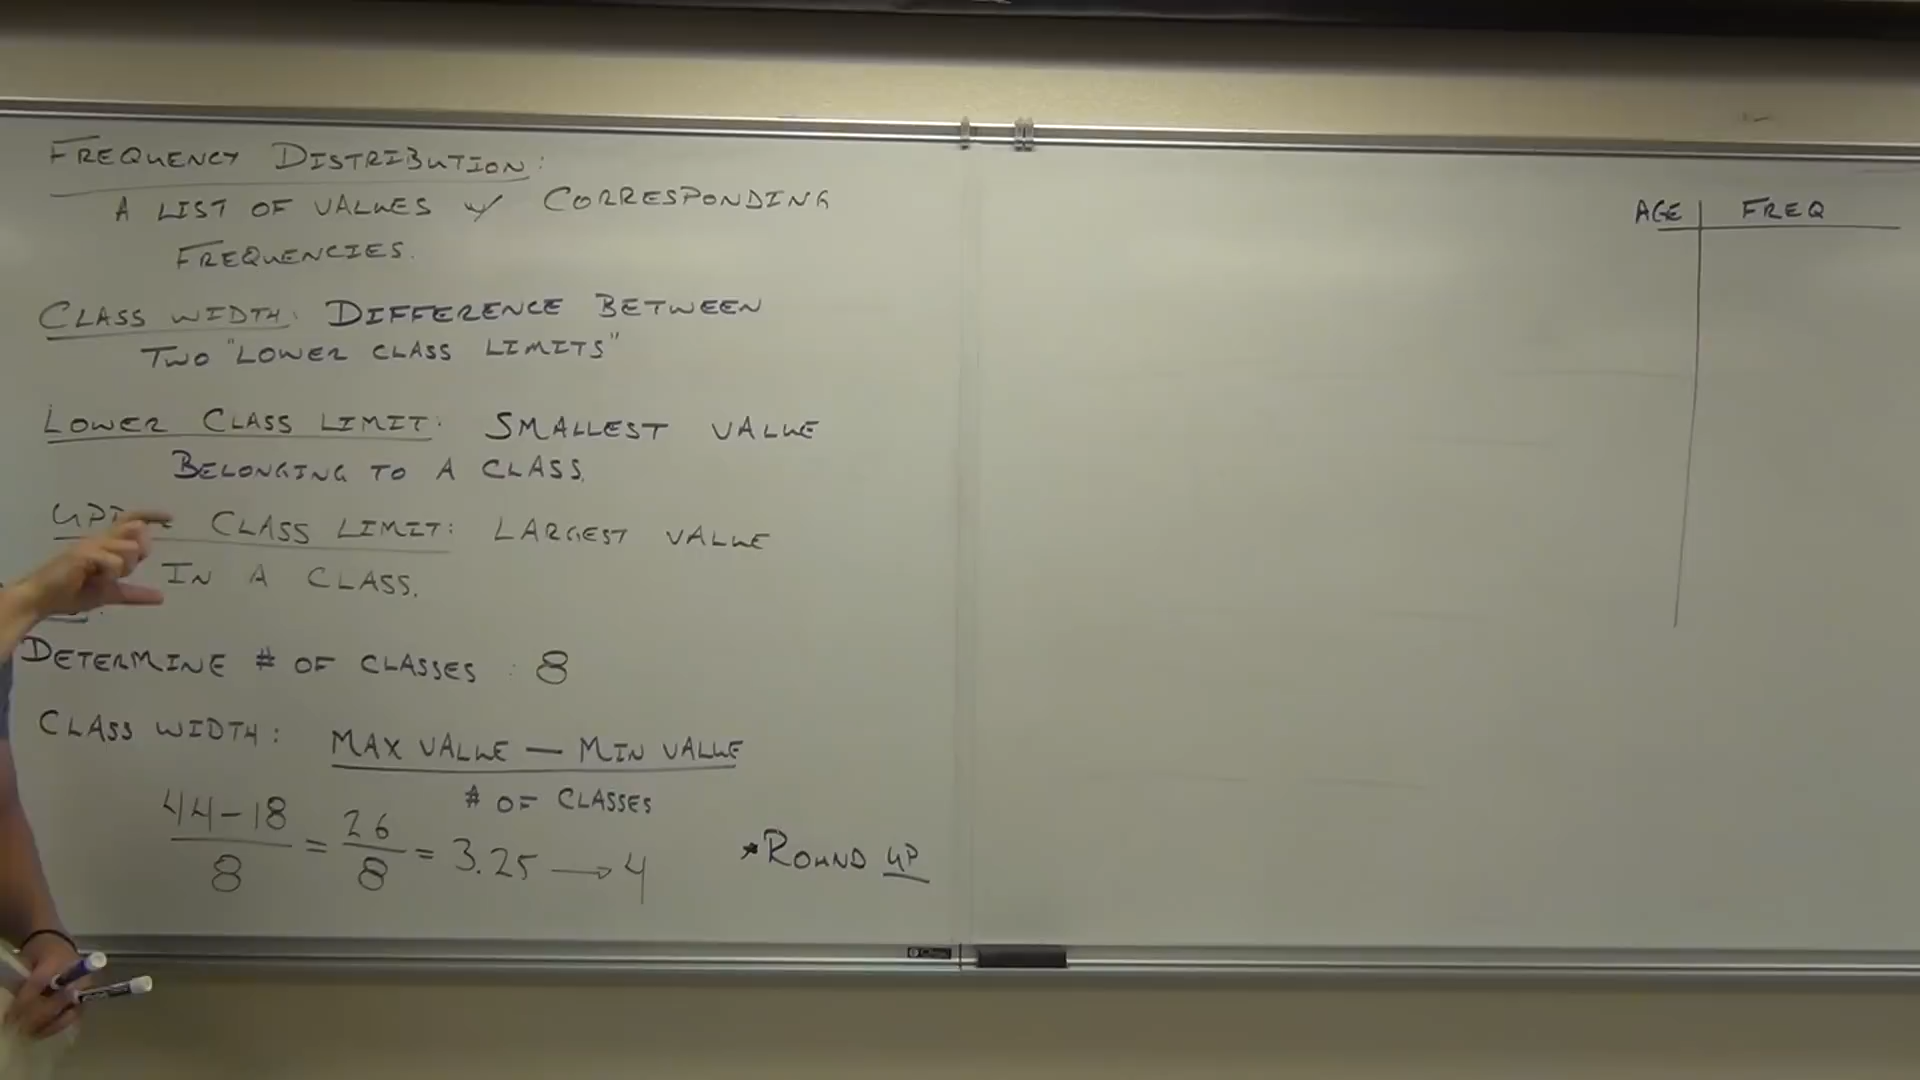 FREQUENCY DISTRIBUTION:
A LIST OF VALUES W/ CORRESPONDING
FREQUENCIES.
CLASS WIDTH: DIFFERENCE BETWEEN
TWO "LOWER CLASS LIMITS"
LOWER CLASS LIMIT: SMALLEST VALUE
BELONGING TO A CLASS.
CLASS LIMIT: LARGEST VALUE
IN A CLASS.
DETERMINE # OF CLASSES : 8
CLASS WIDTH: MAX VALUE — MIN VALUE
# OF CLASSES
44-18 / 8 = 26 / 8 = 3.25 → 4
*ROUND UP
AGE FREQ